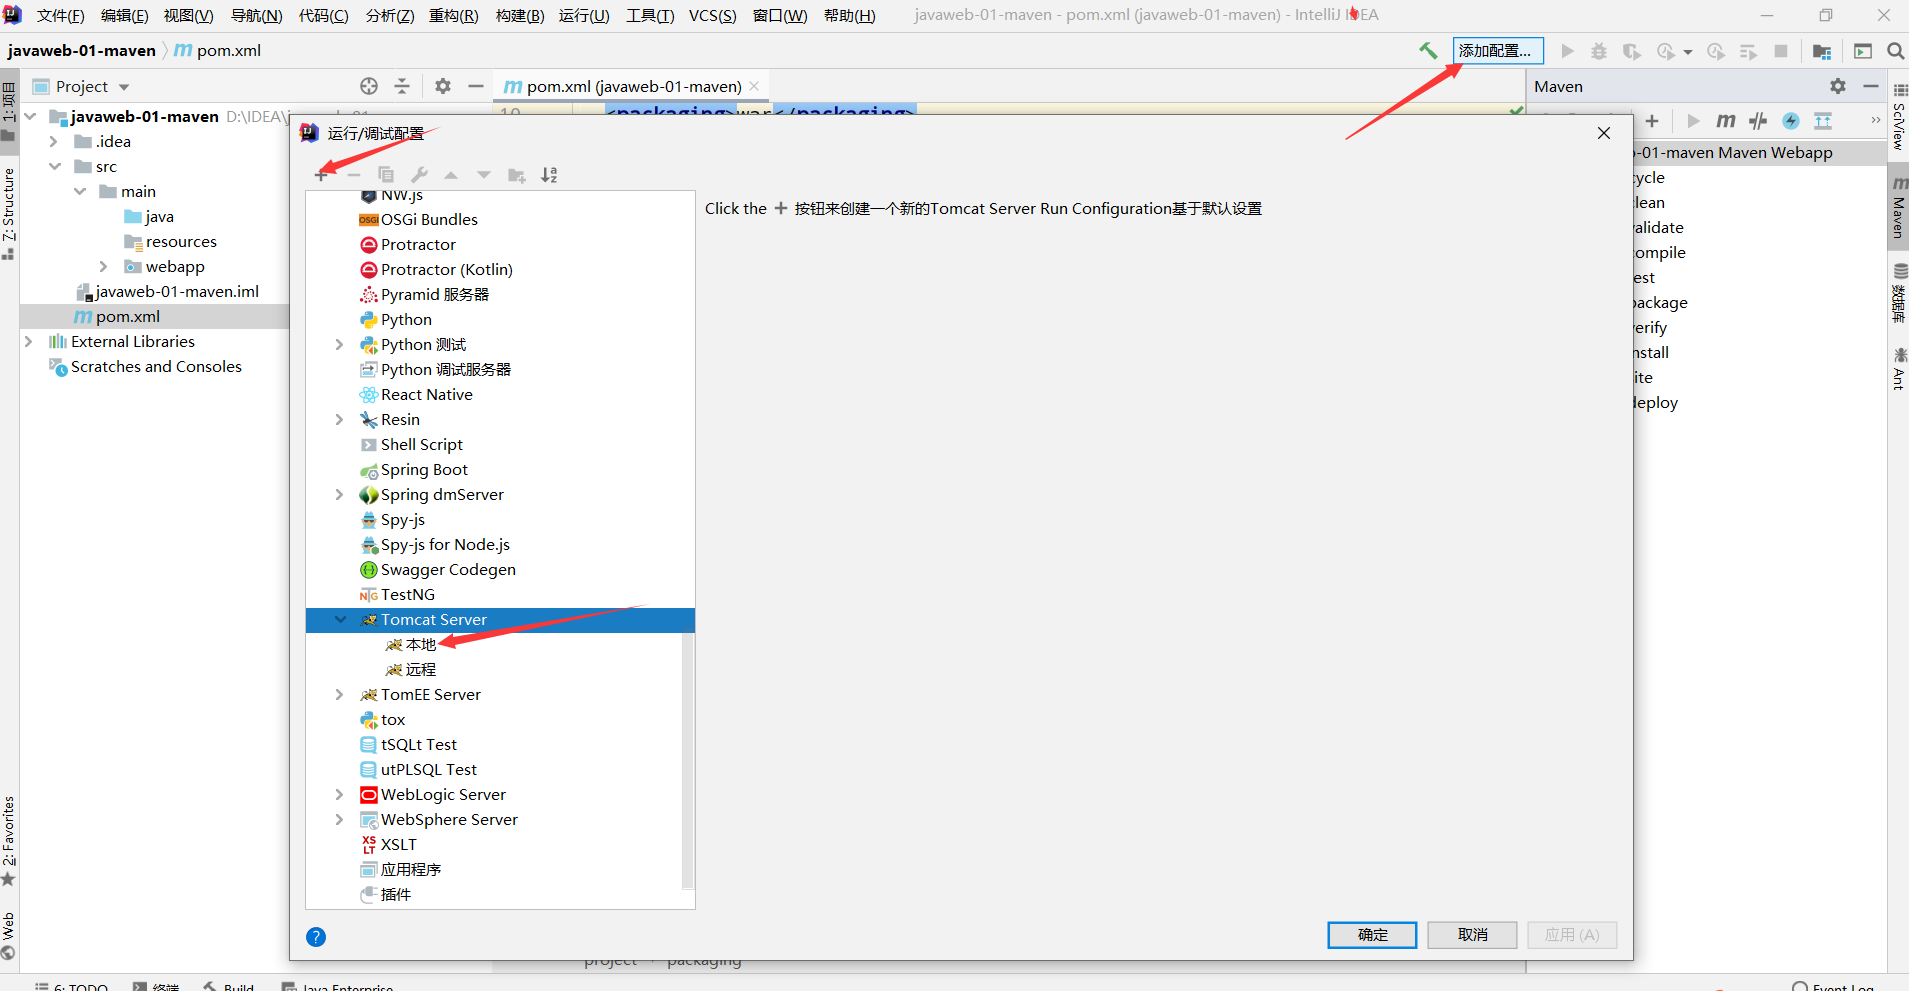 文件(F) 编辑(E) 视图(V) 导航(N) 代码(C) 分析(Z) 重构(R) 构建(B) 运行(U) 工具(T) VCS(S) 窗口(W) 帮助(H) javaweb-01-maven - pom.xml (javaweb-01-maven) - IntelliJ IDEA
javaweb-01-maven pom.xml 添加配置...
Project
pom.xml (javaweb-01-maven)
Maven
1: 项目
7: Structure
2: Favorites
Web
javaweb-01-maven
.idea
src
main
java
resources
webapp
javaweb-01-maven.iml
pom.xml
External Libraries
Scratches and Consoles
<packaging>war</packaging>
运行/调试配置
NW.js
OSGi Bundles
Protractor
Protractor (Kotlin)
Pyramid 服务器
Python
Python 测试
Python 调试服务器
React Native
Resin
Shell Script
Spring Boot
Spring dmServer
Spy-js
Spy-js for Node.js
Swagger Codegen
TestNG
Tomcat Server
本地
远程
TomEE Server
tox
tSQLt Test
utPLSQL Test
WebLogic Server
WebSphere Server
XSLT
应用程序
插件
Click the + 按钮来创建一个新的Tomcat Server Run Configuration基于默认设置
确定 取消 应用 (A)
-01-maven Maven Webapp
ycle
lean
validate
compile
est
package
verify
nstall
ite
deploy
SciView
Maven
数据库
Ant
project packaging
6: TODO 终端 Build Java Enterprise Event Log